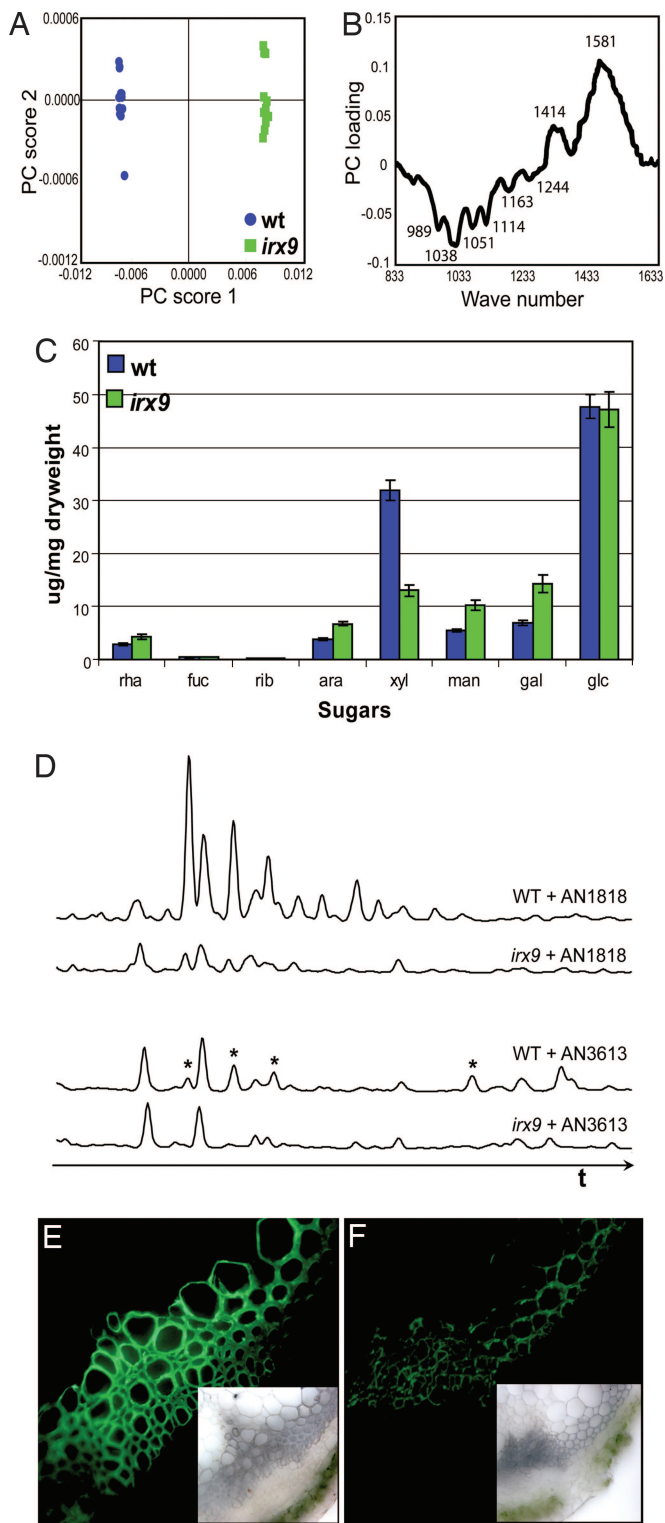 A
0.0006
0.0000
-0.0006
-0.0012
PC score 2
wt
irx9
-0.012
-0.006
0.0000
0.006
0.012
PC score 1
B
0.15
0.1
0.05
0
-0.05
-0.1
PC loading
1581
1414
1244
1163
1114
1051
1038
989
833
1033
1233
1433
1633
Wave number
C
60
50
40
30
20
10
0
ug/mg dryweight
wt
irx9
rha
fuc
rib
ara
xyl
man
gal
glc
Sugars
D
WT + AN1818
irx9 + AN1818
* * * *
WT + AN3613
irx9 + AN3613
t
E
F